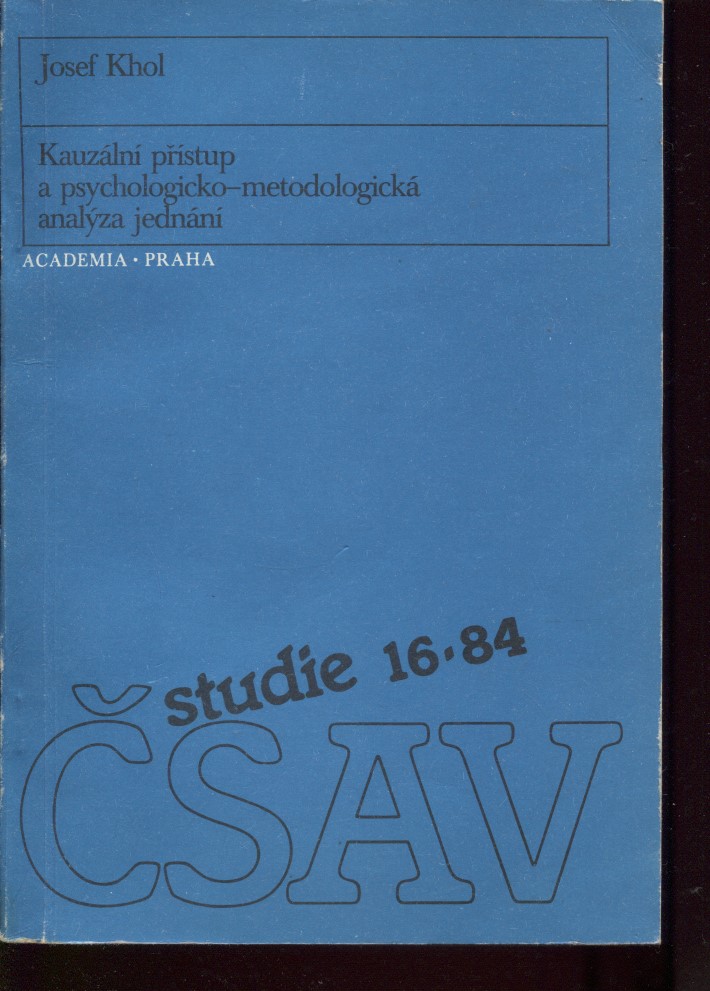 Josef Khol
Kauzální přístup
a psychologicko-metodologická
analýza jednání
ACADEMIA • PRAHA
studie 16•84
ČSAV